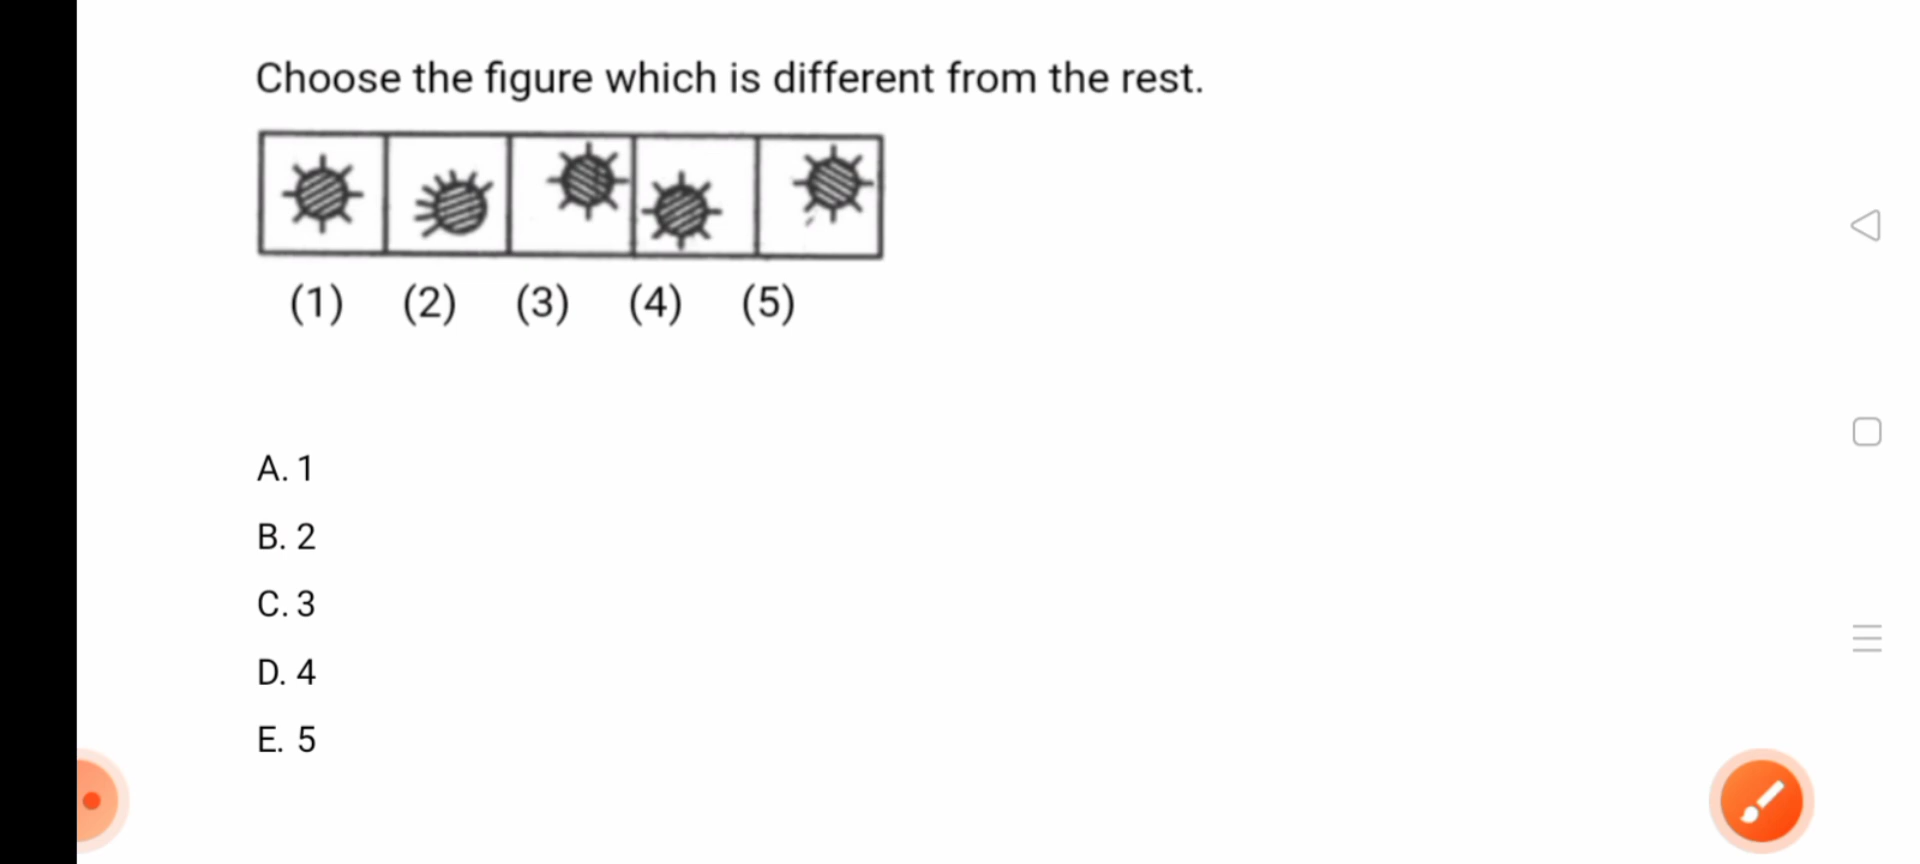 Choose the figure which is different from the rest.
(1) (2) (3) (4) (5)
A. 1
B. 2
C. 3
D. 4
E. 5